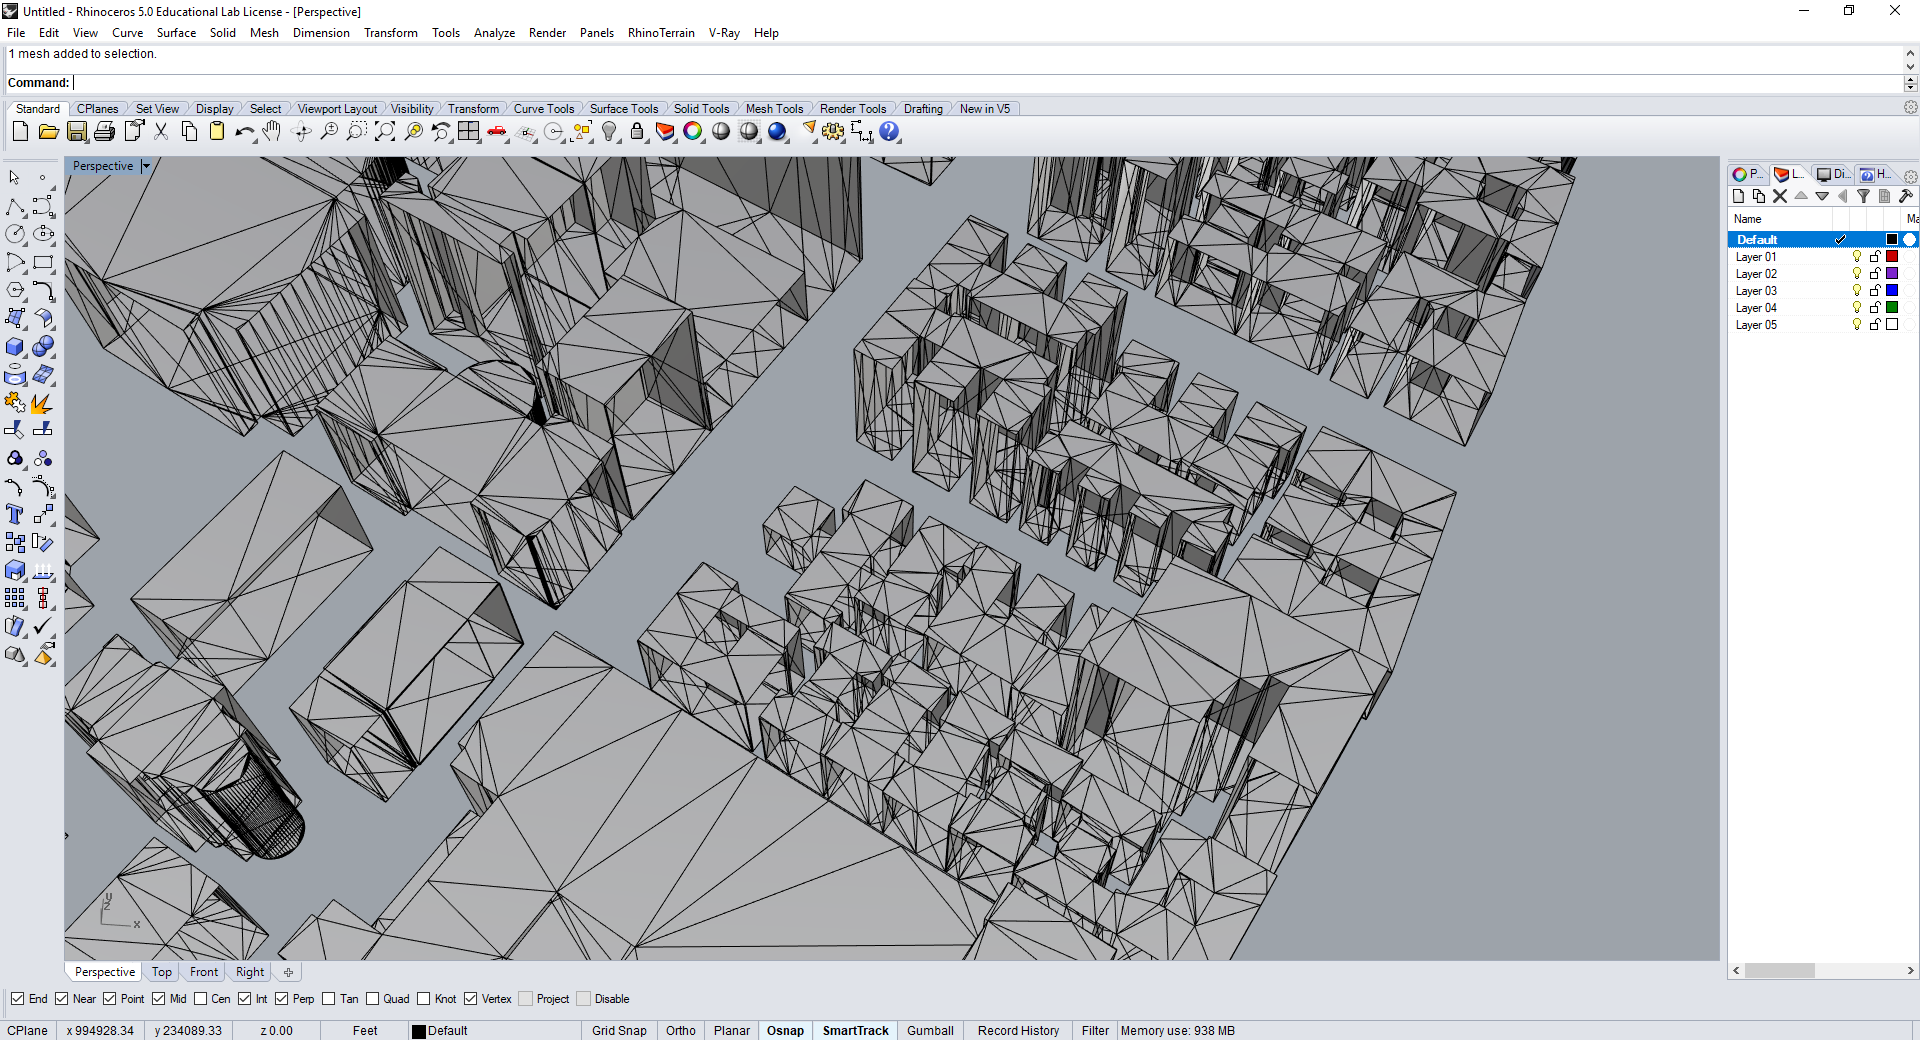 Untitled - Rhinoceros 5.0 Educational Lab License - [Perspective]
File Edit View Curve Surface Solid Mesh Dimension Transform Tools Analyze Render Panels RhinoTerrain V-Ray Help
1 mesh added to selection.
Command:
Standard CPlanes Set View Display Select Viewport Layout Visibility Transform Curve Tools Surface Tools Solid Tools Mesh Tools Render Tools Drafting New in V5
Perspective
P... L... Di... H...
Name Ma
Default
Layer 01
Layer 02
Layer 03
Layer 04
Layer 05
y
z
x
Perspective Top Front Right
End Near Point Mid Cen Int Perp Tan Quad Knot Vertex Project Disable
CPlane x 994928.34 y 234089.33 z 0.00 Feet Default Grid Snap Ortho Planar Osnap SmartTrack Gumball Record History Filter Memory use: 938 MB